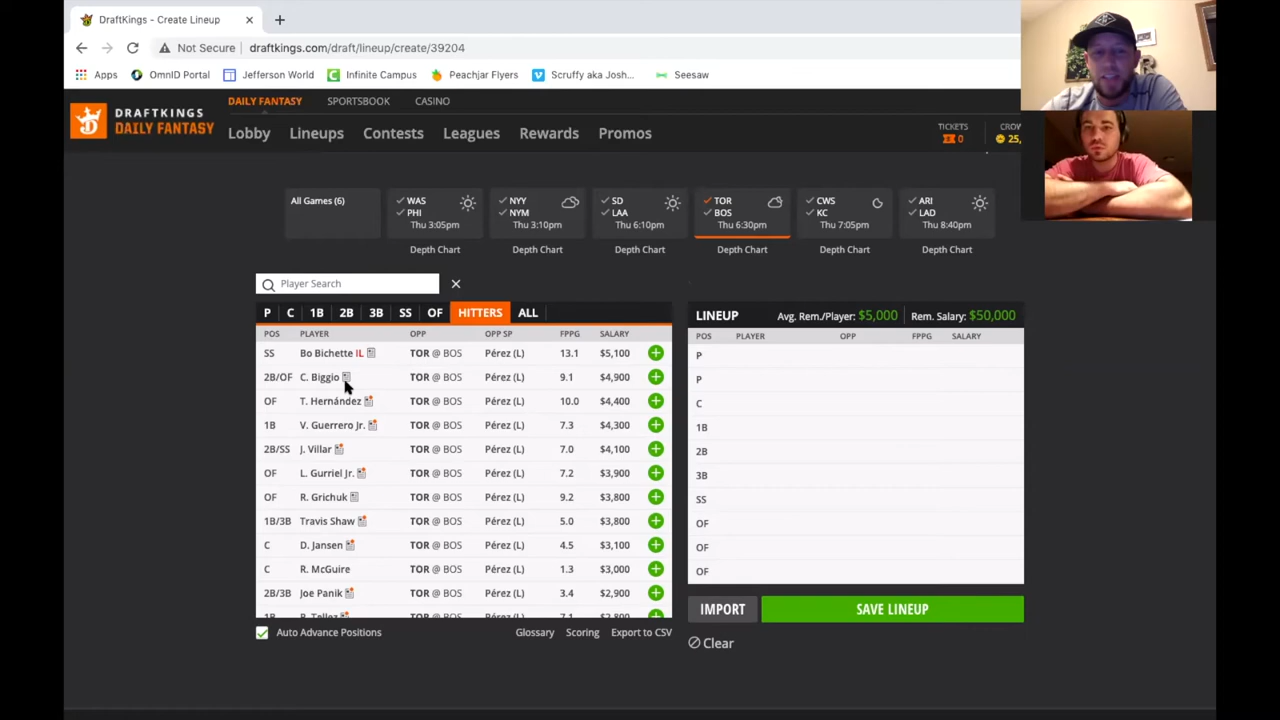 DraftKings - Create Lineup
Not Secure draftkings.com/draft/lineup/create/39204
Apps OmniID Portal Jefferson World Infinite Campus Peachjar Flyers Scruffy aka Josh... Seesaw
DRAFTKINGS
DAILY FANTASY
DAILY FANTASY SPORTSBOOK CASINO
Lobby Lineups Contests Leagues Rewards Promos
TICKETS
0
CROW
25,
All Games (6)
WAS
PHI
Thu 3:05pm
NYY
NYM
Thu 3:10pm
SD
LAA
Thu 6:10pm
TOR
BOS
Thu 6:30pm
CWS
KC
Thu 7:05pm
ARI
LAD
Thu 8:40pm
Depth Chart Depth Chart Depth Chart Depth Chart Depth Chart Depth Chart
Player Search
P C 1B 2B 3B SS OF HITTERS ALL
POS PLAYER OPP OPP SP FPPG SALARY
SS Bo Bichette IL TOR @ BOS Pérez (L) 13.1 $5,100
2B/OF C. Biggio TOR @ BOS Pérez (L) 9.1 $4,900
OF T. Hernández TOR @ BOS Pérez (L) 10.0 $4,400
1B V. Guerrero Jr. TOR @ BOS Pérez (L) 7.3 $4,300
2B/SS J. Villar TOR @ BOS Pérez (L) 7.0 $4,100
OF L. Gurriel Jr. TOR @ BOS Pérez (L) 7.2 $3,900
OF R. Grichuk TOR @ BOS Pérez (L) 9.2 $3,800
1B/3B Travis Shaw TOR @ BOS Pérez (L) 5.0 $3,800
C D. Jansen TOR @ BOS Pérez (L) 4.5 $3,100
C R. McGuire TOR @ BOS Pérez (L) 1.3 $3,000
2B/3B Joe Panik TOR @ BOS Pérez (L) 3.4 $2,900
1B R. Tellez TOR @ BOS Pérez (L) 7.1 $2,800
Auto Advance Positions Glossary Scoring Export to CSV
LINEUP Avg. Rem./Player: $5,000 Rem. Salary: $50,000
POS PLAYER OPP FPPG SALARY
P
P
C
1B
2B
3B
SS
OF
OF
OF
IMPORT SAVE LINEUP
Clear